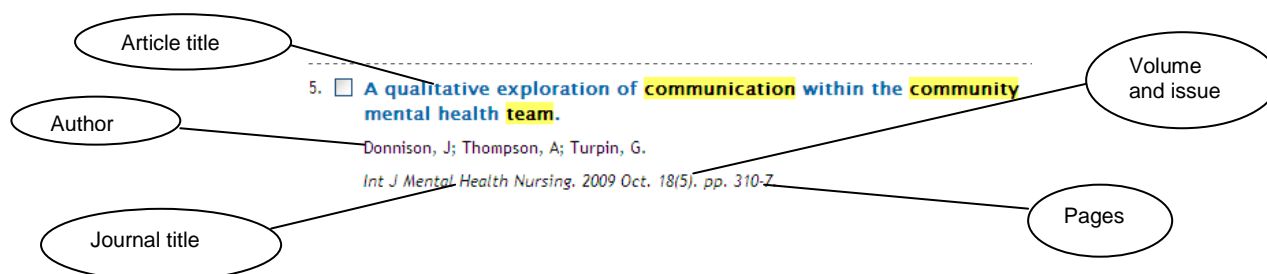 Article title
Volume
and issue
5. A qualitative exploration of communication within the community
mental health team.
Author
Donnison, J; Thompson, A; Turpin, G.
Int J Mental Health Nursing. 2009 Oct. 18(5). pp. 310-7.
Pages
Journal title